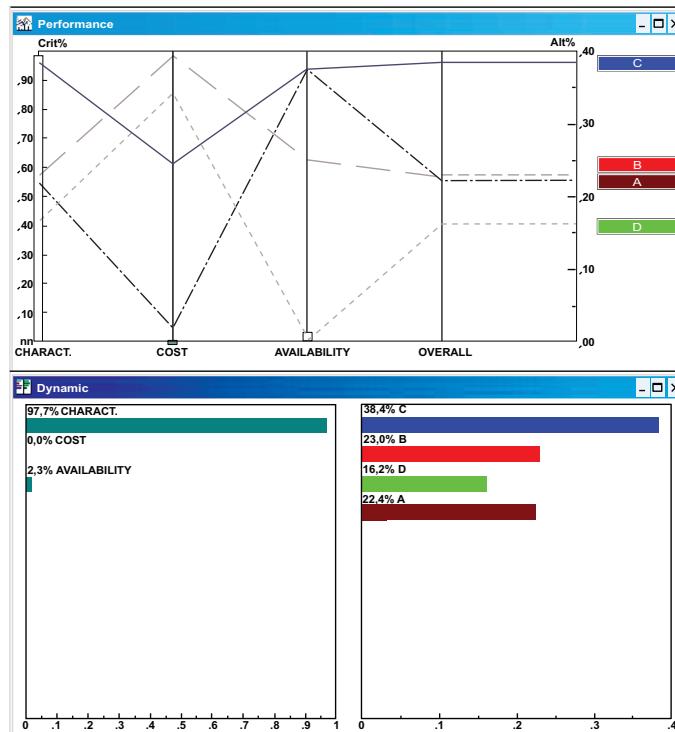 Performance
Crit%
Alt%
,90
,80
,70
,60
,50
,40
,30
,20
,10
nn
,40
,30
,20
,10
,00
C
B
A
D
CHARACT.
COST
AVAILABILITY
OVERALL
Dynamic
97,7% CHARACT.
0,0% COST
2,3% AVAILABILITY
38,4% C
23,0% B
16,2% D
22,4% A
0 .1 .2 .3 .4 .5 .6 .7 .8 .9 1
0 .1 .2 .3 .4